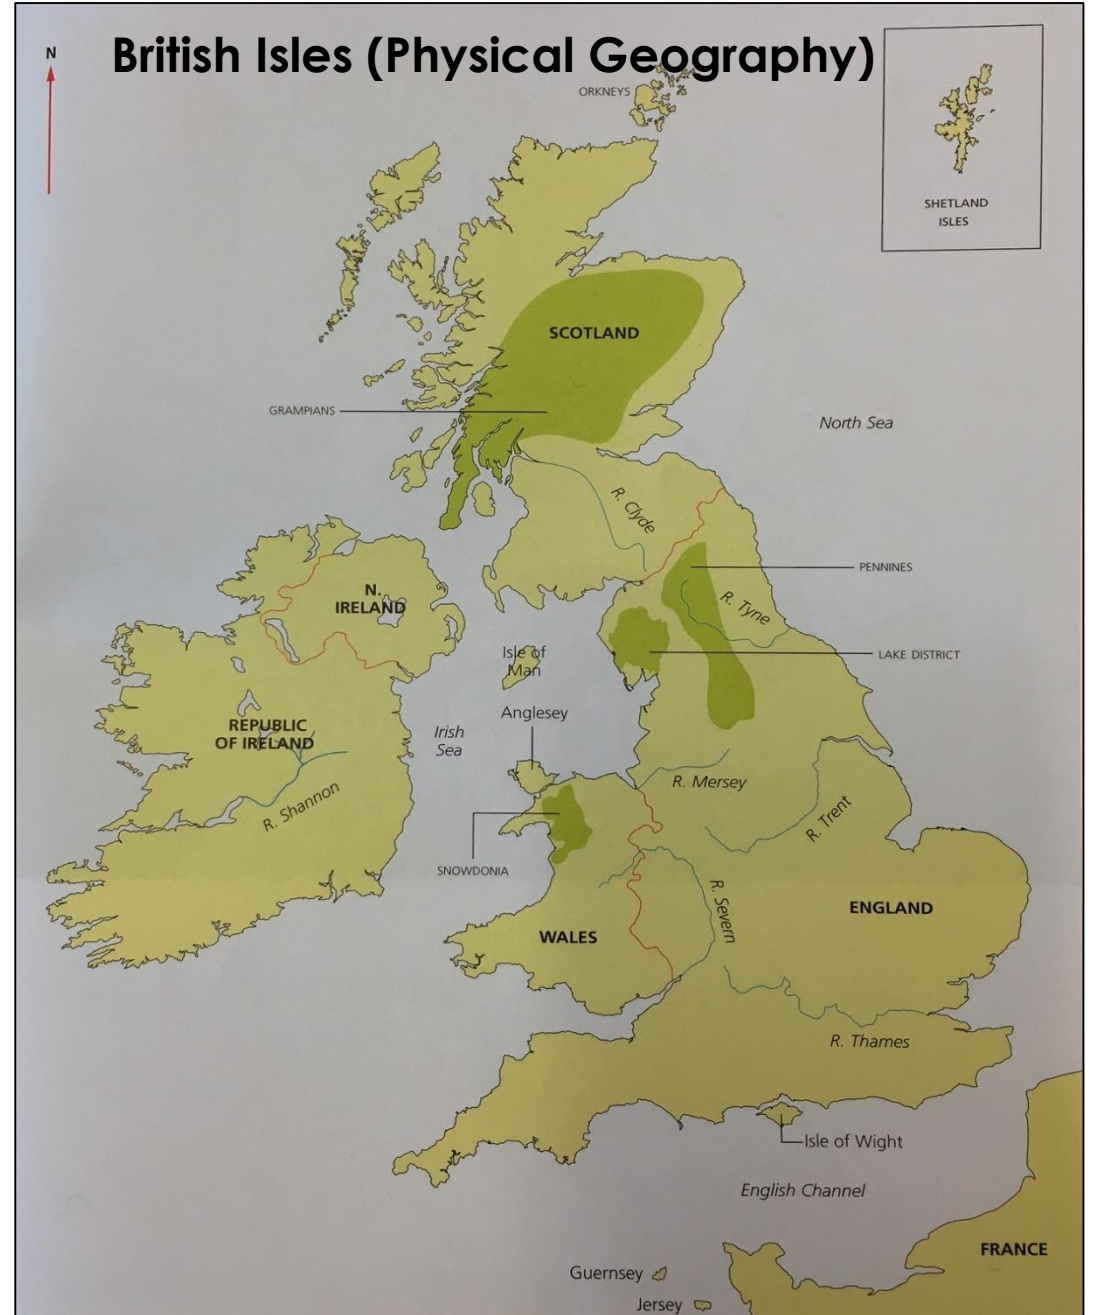 British Isles (Physical Geography)
N
ORKNEYS
SHETLAND
ISLES
SCOTLAND
GRAMPIANS
North Sea
R. Clyde
PENNINES
N.
IRELAND
R. Tyne
Isle of
Man
LAKE DISTRICT
Anglesey
REPUBLIC
OF IRELAND
Irish
Sea
R. Mersey
R. Shannon
R. Trent
SNOWDONIA
R. Severn
ENGLAND
WALES
R. Thames
Isle of Wight
English Channel
FRANCE
Guernsey
Jersey